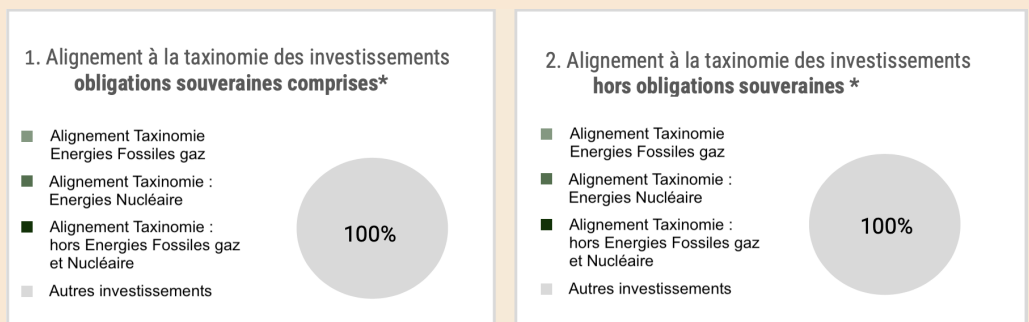 1. Alignement à la taxinomie des investissements
obligations souveraines comprises*
Alignement Taxinomie
Energies Fossiles gaz
Alignement Taxinomie :
Energies Nucléaire
Alignement Taxinomie :
hors Energies Fossiles gaz
et Nucléaire
Autres investissements
100%
2. Alignement à la taxinomie des investissements
hors obligations souveraines *
Alignement Taxinomie
Energies Fossiles gaz
Alignement Taxinomie :
Energies Nucléaire
Alignement Taxinomie :
hors Energies Fossiles gaz
et Nucléaire
Autres investissements
100%